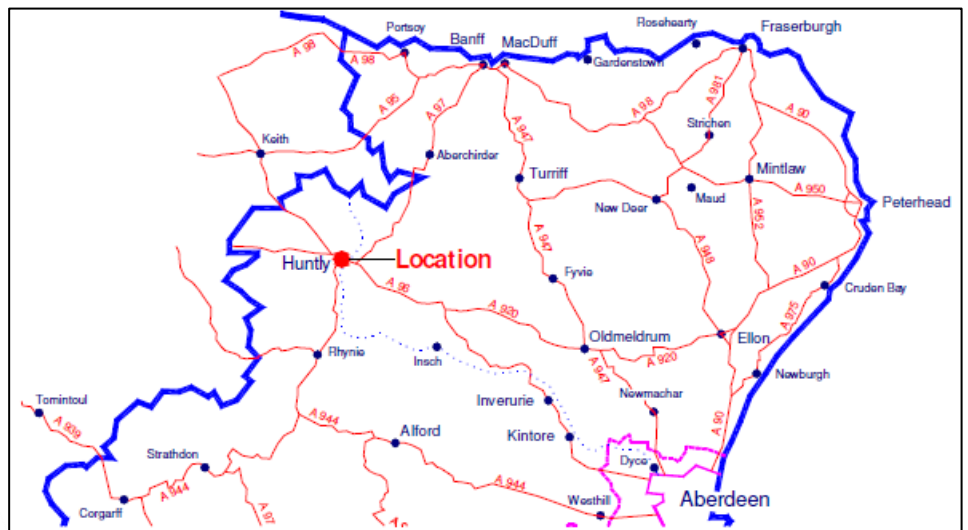 Rosehearty
Fraserburgh
Portsoy
Banff
MacDuff
Gardenstown
A 98
A 98
A 95
A 97
A 947
A 98
A 981
A 90
Strichen
Keith
Aberchirder
Turriff
Mintlaw
A 950
Maud
New Deer
Peterhead
A 952
Huntly
Location
A 947
A 948
A 90
Fyvie
Cruden Bay
A 96
A 920
A 975
Oldmeldrum
Ellon
Rhynie
Insch
A 920
A 947
Newburgh
Tomintoul
A 939
Inverurie
Newmachar
A 90
A 944
Alford
Kintore
Strathdon
Dyce
A 944
A 944
Westhill
Aberdeen
Corgarff
A 97